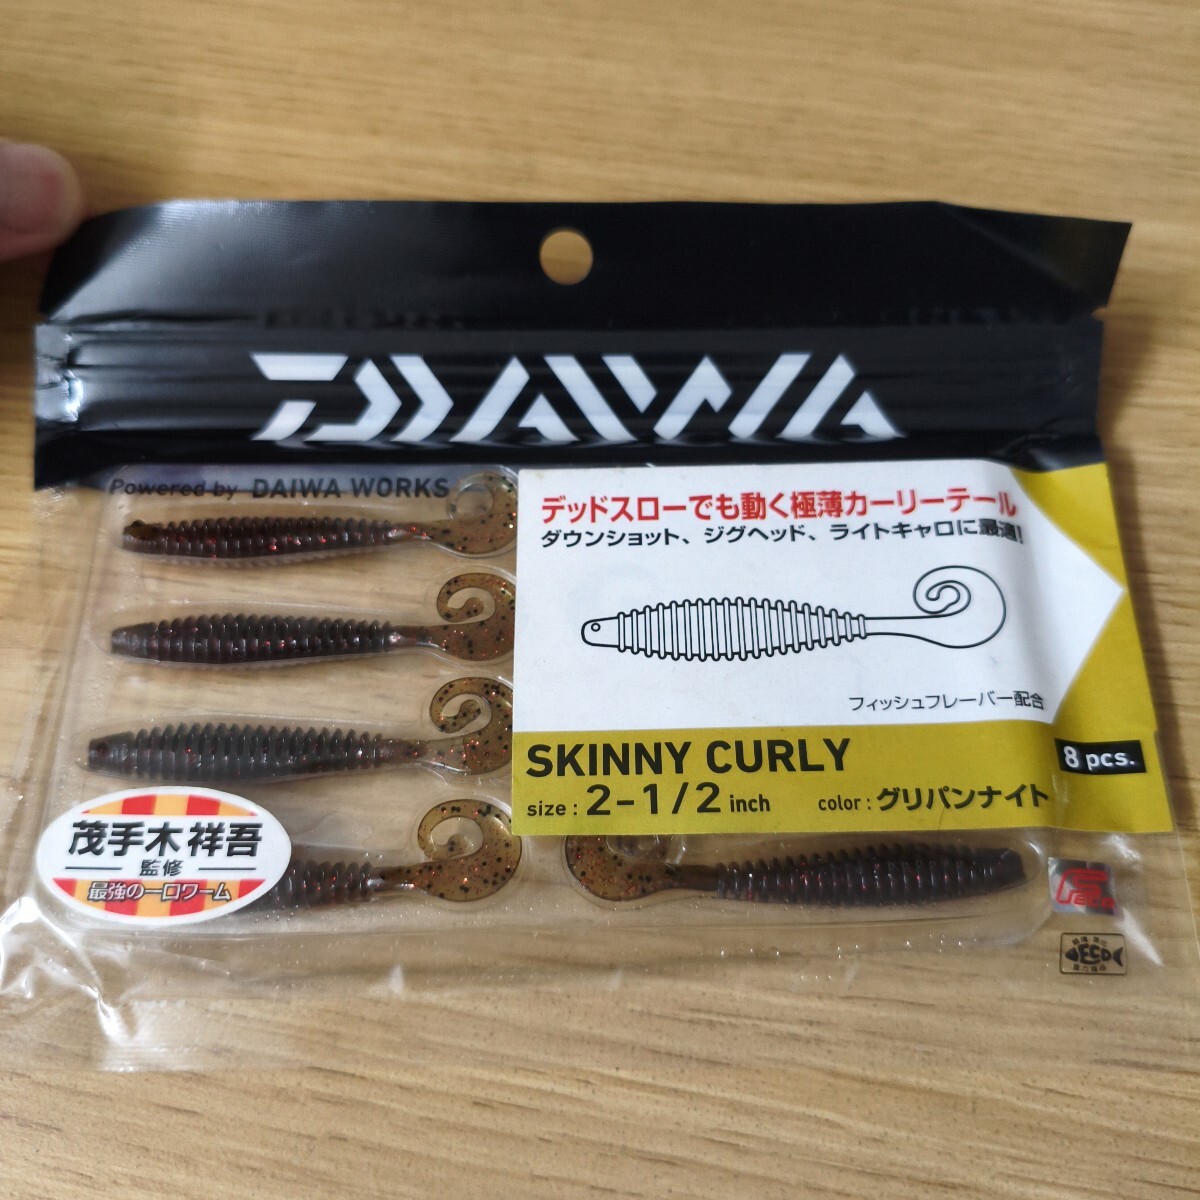 DAIWA
Powered by DAIWA WORKS
デッドスローでも動く極薄カーリーテール
ダウンショット、ジグヘッド、ライトキャロに最適!
フィッシュフレーバー配合
SKINNY CURLY
8 pcs.
size : 2-1/2 inch color : グリパンナイト
茂手木祥吾
監修
最強の一口ワーム
ECO